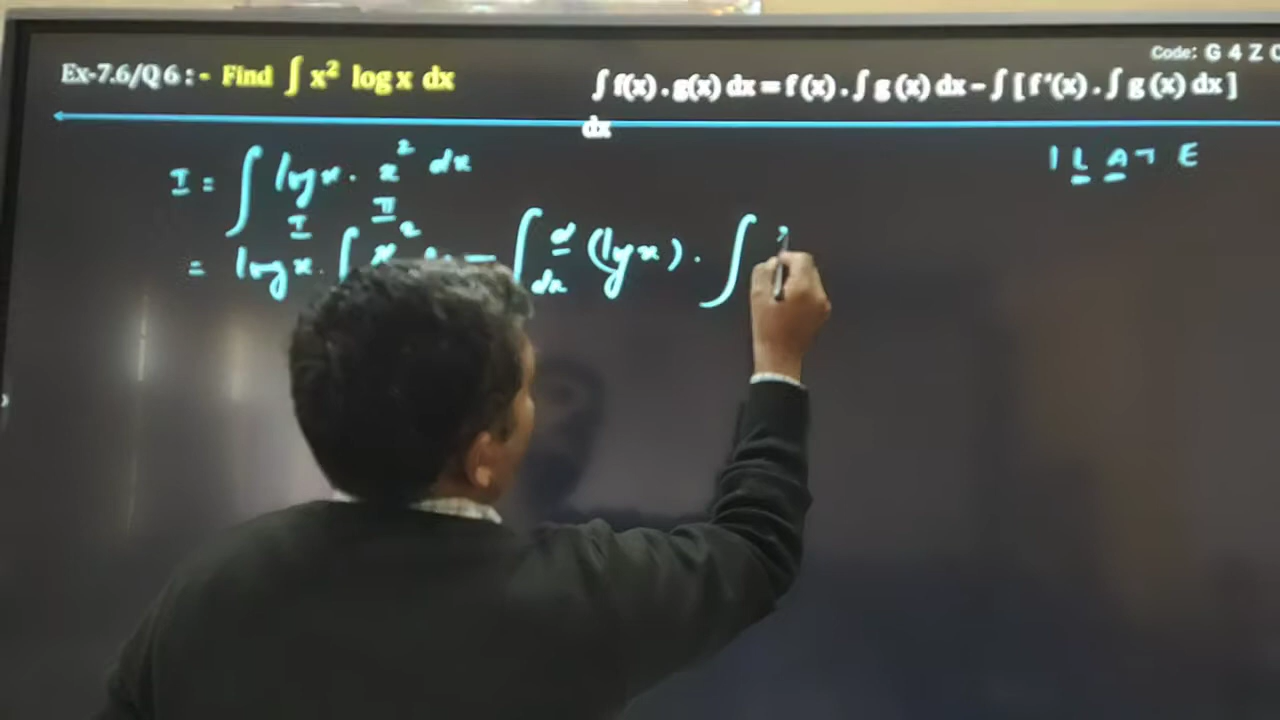 Ex-7.6/Q 6 : - Find ∫ x² log x dx
Code: G 4 Z
∫ f(x) . g(x) dx = f (x) . ∫ g (x) dx - ∫ [ f '(x) . ∫ g (x) dx ]
dx
I L A T E
I = ∫ log x . x² dx
I II
= log x . ∫ x² - ∫ d/dx (log x) . ∫